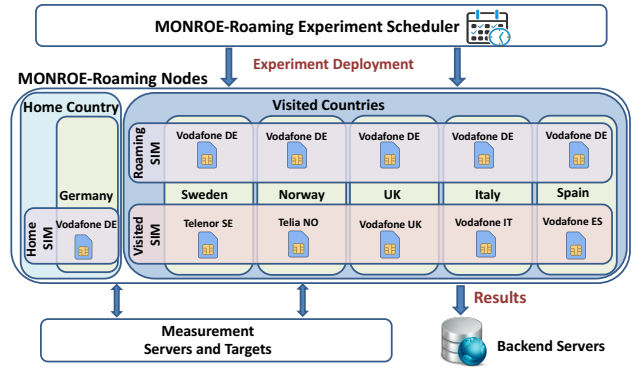 MONROE-Roaming Experiment Scheduler
Experiment Deployment
MONROE-Roaming Nodes
Home Country
Visited Countries
Roaming
SIM
Vodafone DE
Vodafone DE
Vodafone DE
Vodafone DE
Vodafone DE
Germany
Sweden
Norway
UK
Italy
Spain
Home
SIM
Vodafone DE
Visited
SIM
Telenor SE
Telia NO
Vodafone UK
Vodafone IT
Vodafone ES
Measurement
Servers and Targets
Results
Backend Servers